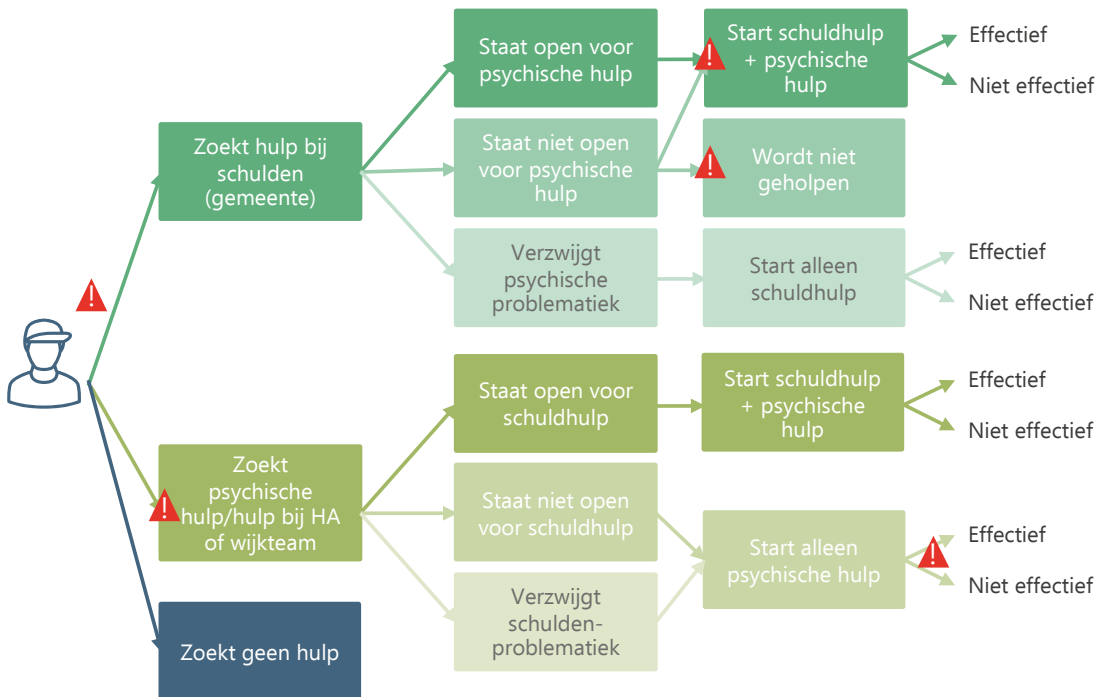 Zoekt hulp bij
schulden
(gemeente)
Staat open voor
psychische hulp
Start schuldhulp
+ psychische
hulp
Effectief
Niet effectief
Staat niet open
voor psychische
hulp
Wordt niet
geholpen
Verzwijgt
psychische
problematiek
Start alleen
schuldhulp
Effectief
Niet effectief
Zoekt
psychische
hulp/hulp bij HA
of wijkteam
Staat open voor
schuldhulp
Start schuldhulp
+ psychische
hulp
Effectief
Niet effectief
Staat niet open
voor schuldhulp
Verzwijgt
schulden-
problematiek
Start alleen
psychische hulp
Effectief
Niet effectief
Zoekt geen hulp